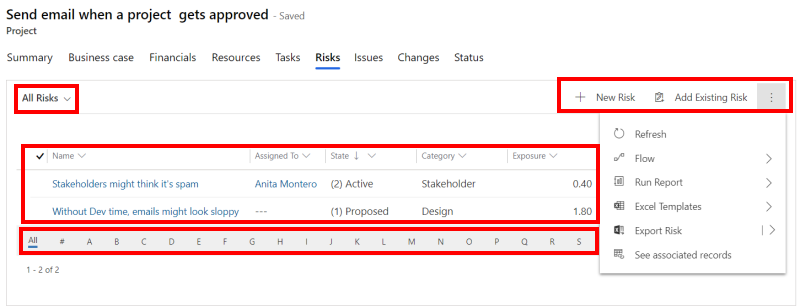 Send email when a project gets approved - Saved
Project
Summary Business case Financials Resources Tasks Risks Issues Changes Status
All Risks New Risk Add Existing Risk
Refresh
Name Assigned To State ↓ Category Exposure
Flow
Stakeholders might think it's spam Anita Montero (2) Active Stakeholder 0.40
Run Report
Without Dev time, emails might look sloppy --- (1) Proposed Design 1.80
Excel Templates
Export Risk
All # A B C D E F G H I J K L M N O P Q R S
See associated records
1 - 2 of 2